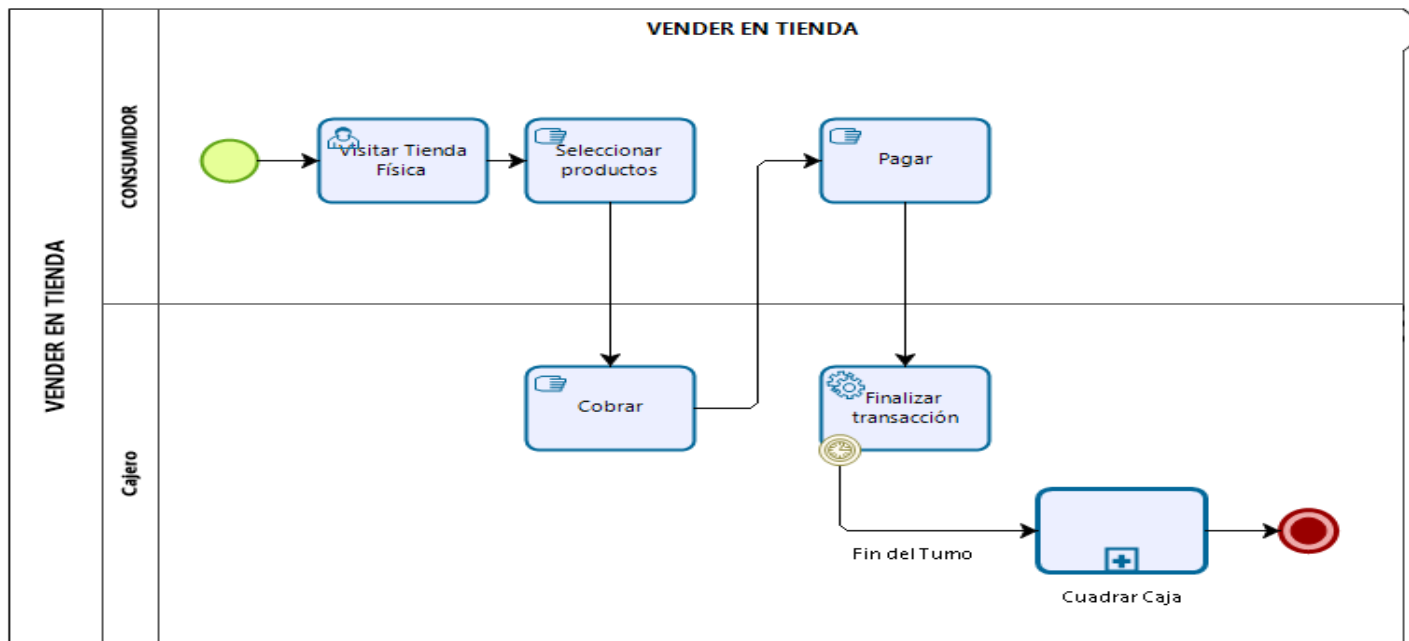 VENDER EN TIENDA
VENDER EN TIENDA
CONSUMIDOR
Visitar Tienda
Física
Seleccionar
productos
Pagar
Cajero
Cobrar
Finalizar
transacción
Fin del Turno
Cuadrar Caja